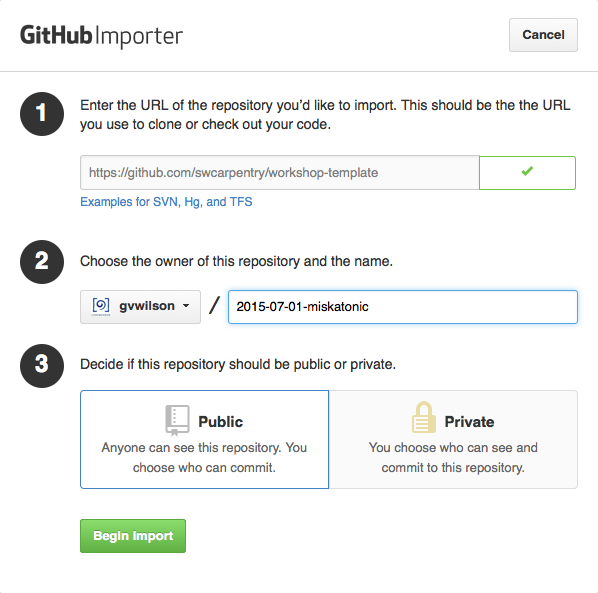 GitHub Importer
Cancel
1
Enter the URL of the repository you’d like to import. This should be the the URL
you use to clone or check out your code.
https://github.com/swcarpentry/workshop-template
Examples for SVN, Hg, and TFS
2
Choose the owner of this repository and the name.
gvwilson / 2015-07-01-miskatonic
3
Decide if this repository should be public or private.
Public
Anyone can see this repository. You
choose who can commit.
Private
You choose who can see and
commit to this repository.
Begin Import